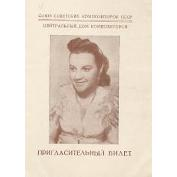 СОЮЗ СОВЕТСКИХ КОМПОЗИТОРОВ СССР
ЦЕНТРАЛЬНЫЙ ДОМ КОМПОЗИТОРОВ
ПРИГЛАСИТЕЛЬНЫЙ БИЛЕТ